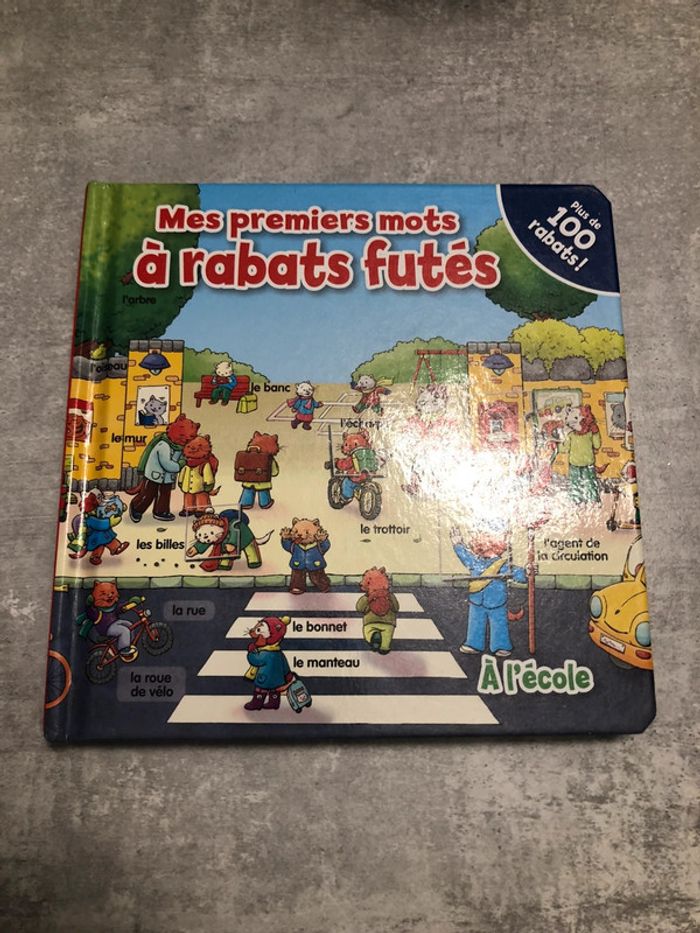 Mes premiers mots
à rabats futés
Plus de
100
rabats !
l'arbre
l'oiseau
le banc
le mur
les billes
le trottoir
l'agent de
la circulation
la rue
le bonnet
le manteau
la roue
de vélo
À l'école